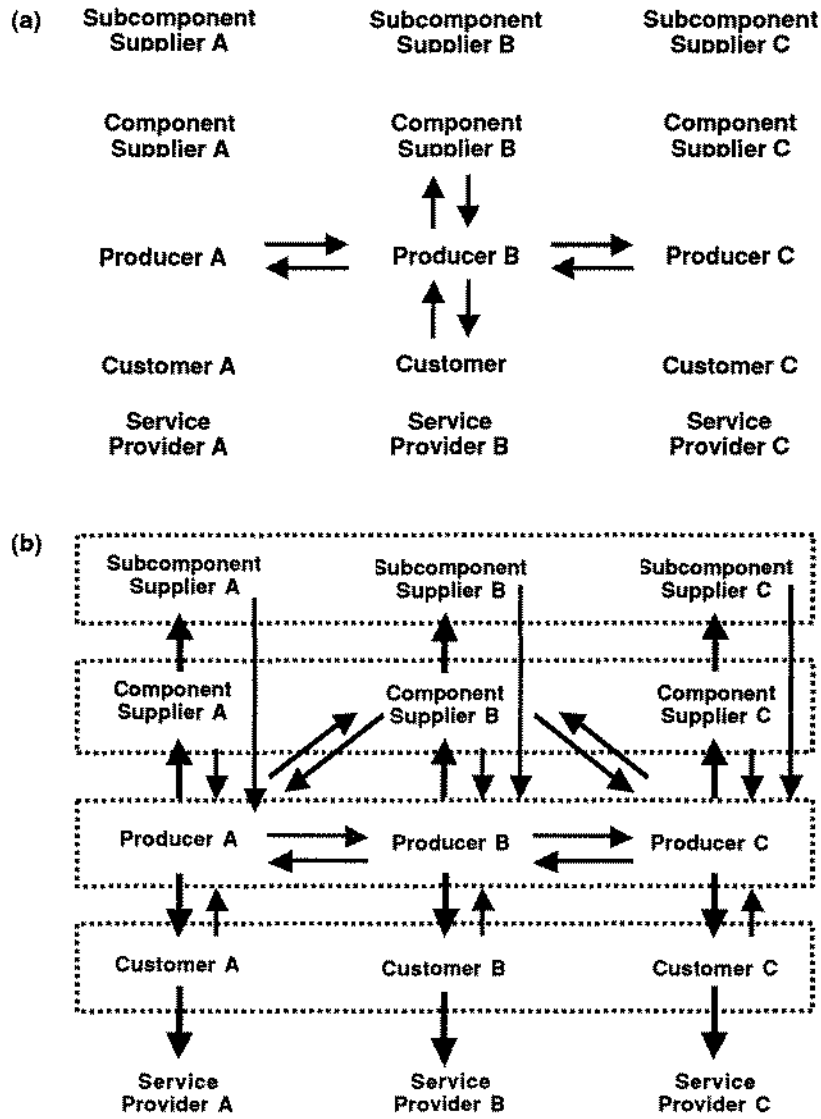 (a)
Subcomponent Supplier A
Subcomponent Supplier B
Subcomponent Supplier C
Component Supplier A
Component Supplier B
Component Supplier C
Producer A
Producer B
Producer C
Customer A
Customer
Customer C
Service Provider A
Service Provider B
Service Provider C
(b)
Subcomponent Supplier A
Subcomponent Supplier B
Subcomponent Supplier C
Component Supplier A
Component Supplier B
Component Supplier C
Producer A
Producer B
Producer C
Customer A
Customer B
Customer C
Service Provider A
Service Provider B
Service Provider C